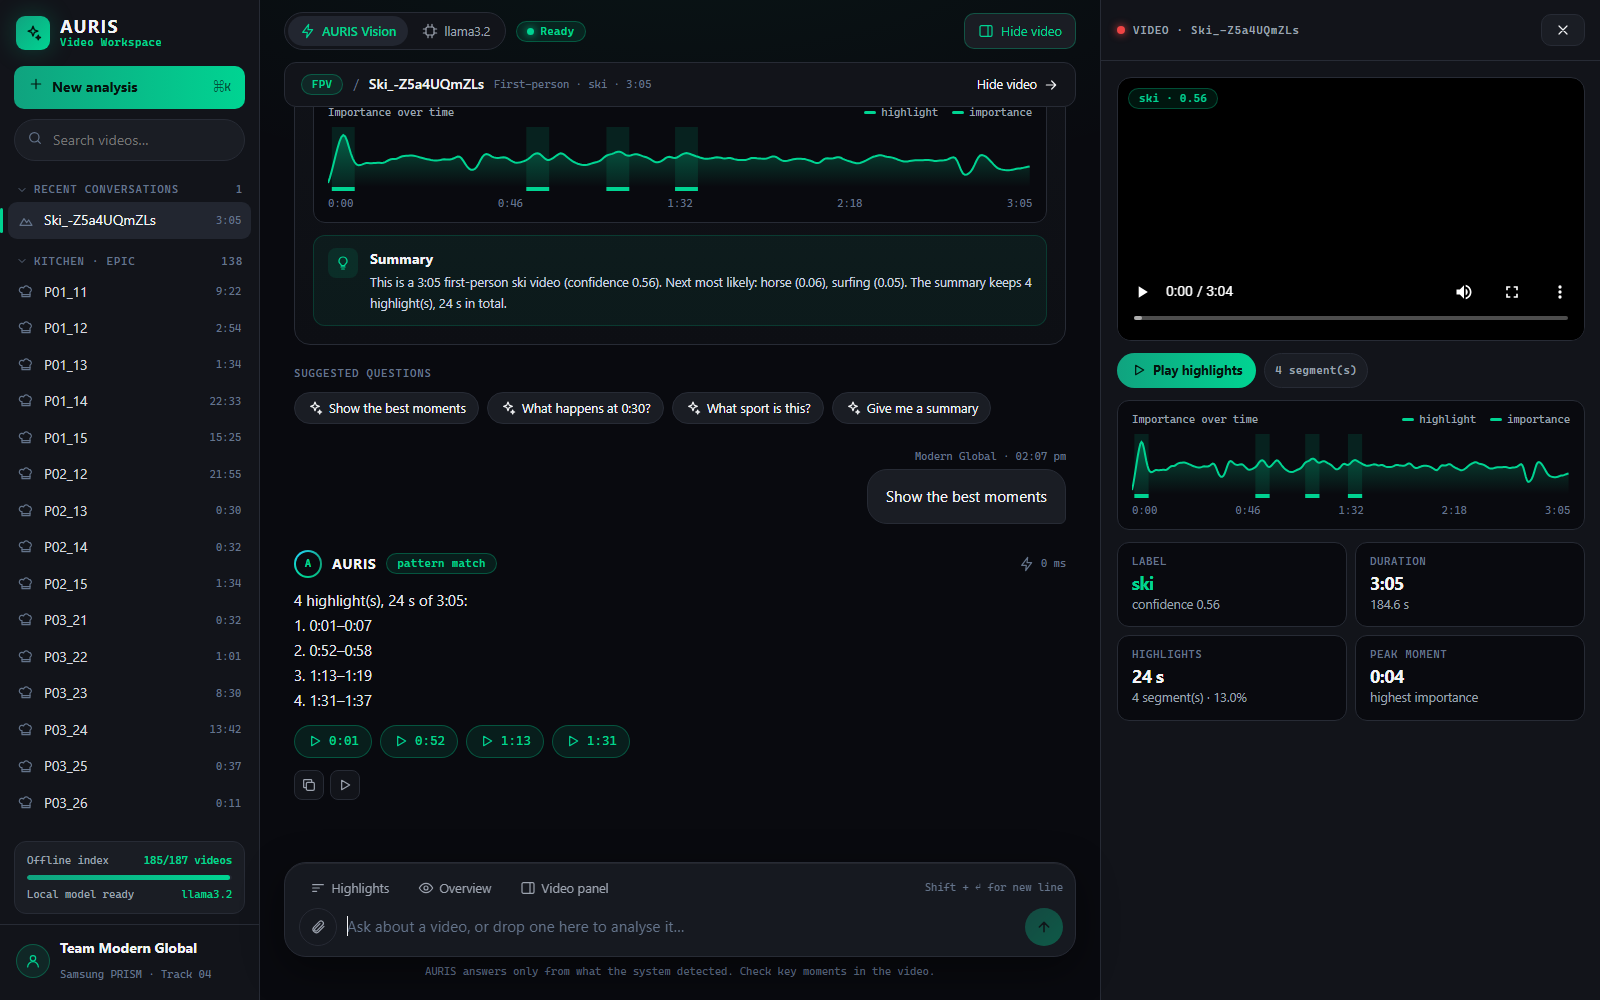 AURIS
Video Workspace
New analysis ⌘K
Search videos...
RECENT CONVERSATIONS 1
Ski_-Z5a4UQmZLs 3:05
KITCHEN · EPIC 138
P01_11 9:22
P01_12 2:54
P01_13 1:34
P01_14 22:33
P01_15 15:25
P02_12 21:55
P02_13 0:30
P02_14 0:32
P02_15 1:34
P03_21 0:32
P03_22 1:01
P03_23 8:30
P03_24 13:42
P03_25 0:37
P03_26 0:11
Offline index 185/187 videos
Local model ready llama3.2
Team Modern Global
Samsung PRISM · Track 04
AURIS Vision llama3.2 Ready Hide video
FPV / Ski_-Z5a4UQmZLs First-person · ski · 3:05 Hide video →
Importance over time highlight importance
0:00 0:46 1:32 2:18 3:05
Summary
This is a 3:05 first-person ski video (confidence 0.56). Next most likely: horse (0.06), surfing (0.05). The summary keeps 4
highlight(s), 24 s in total.
SUGGESTED QUESTIONS
Show the best moments What happens at 0:30? What sport is this? Give me a summary
Modern Global · 02:07 pm
Show the best moments
A AURIS pattern match 0 ms
4 highlight(s), 24 s of 3:05:
1. 0:01–0:07
2. 0:52–0:58
3. 1:13–1:19
4. 1:31–1:37
0:01 0:52 1:13 1:31
Highlights Overview Video panel Shift + ⏎ for new line
Ask about a video, or drop one here to analyse it...
AURIS answers only from what the system detected. Check key moments in the video.
VIDEO · Ski_-Z5a4UQmZLs
ski · 0.56
0:00 / 3:04
Play highlights 4 segment(s)
Importance over time highlight importance
0:00 0:46 1:32 2:18 3:05
LABEL
ski
confidence 0.56
DURATION
3:05
184.6 s
HIGHLIGHTS
24 s
4 segment(s) · 13.0%
PEAK MOMENT
0:04
highest importance